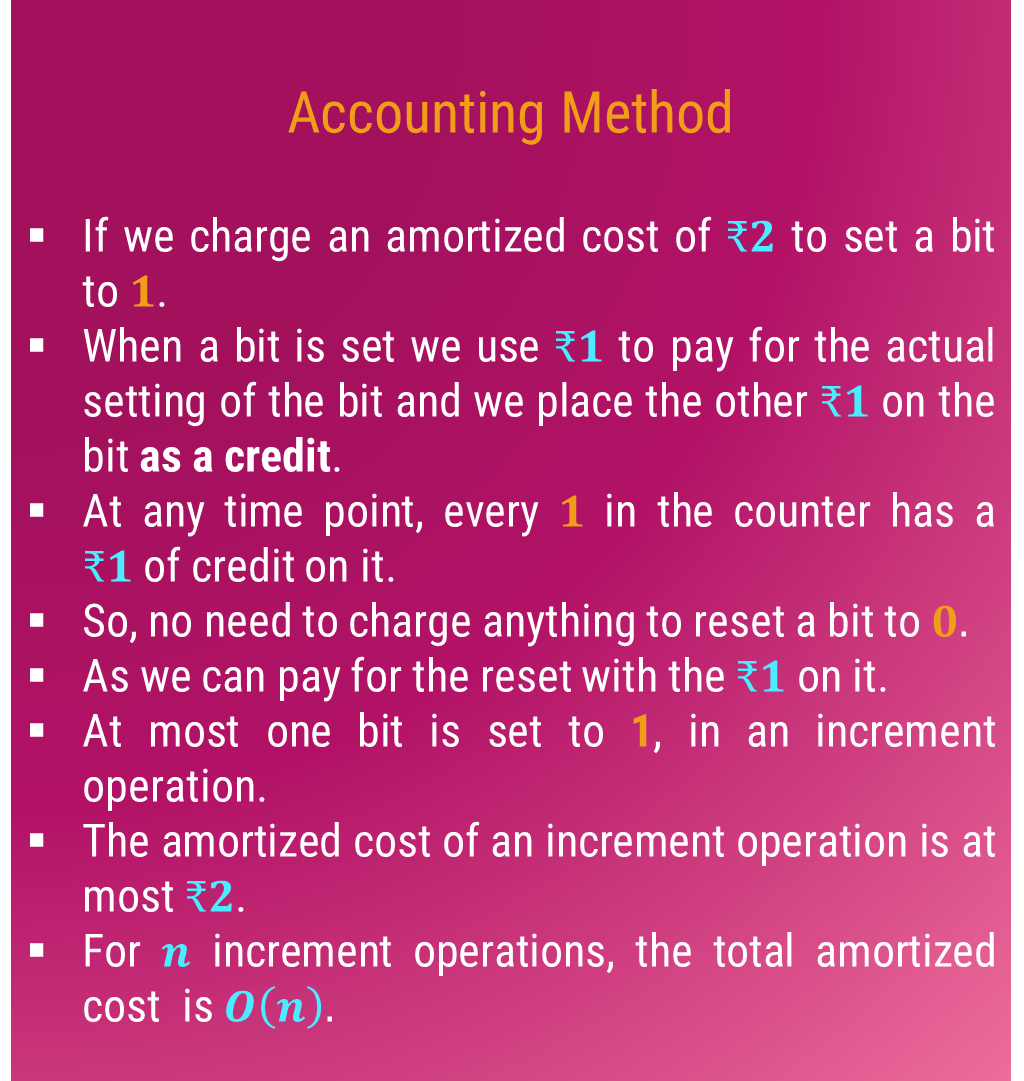 Accounting Method
▪ If we charge an amortized cost of ₹2 to set a bit
to 1.
▪ When a bit is set we use ₹1 to pay for the actual
setting of the bit and we place the other ₹1 on the
bit as a credit.
▪ At any time point, every 1 in the counter has a
₹1 of credit on it.
▪ So, no need to charge anything to reset a bit to 0.
▪ As we can pay for the reset with the ₹1 on it.
▪ At most one bit is set to 1, in an increment
operation.
▪ The amortized cost of an increment operation is at
most ₹2.
▪ For n increment operations, the total amortized
cost is O(n).